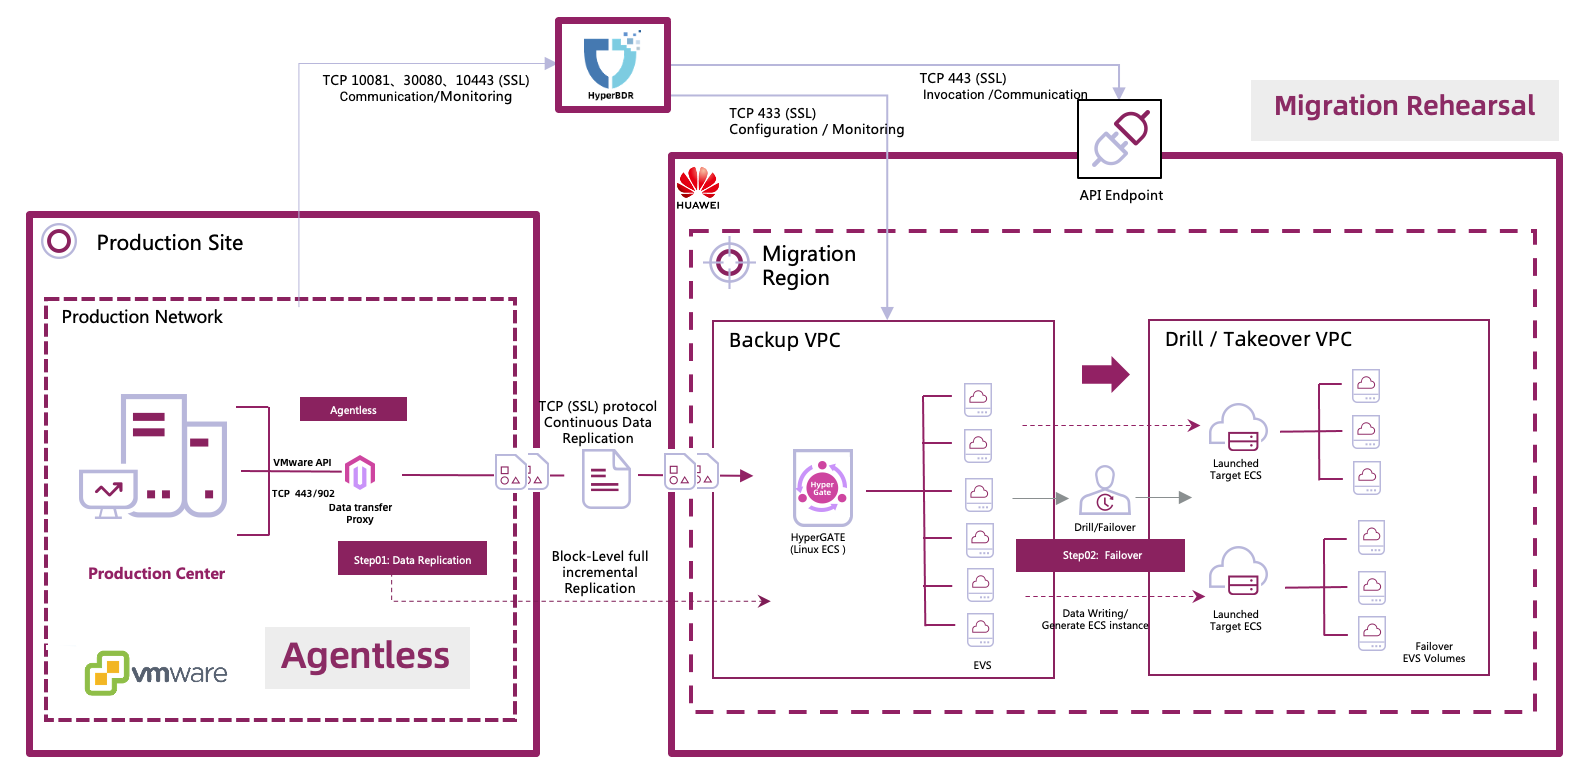 HyperBDR
TCP 10081、30080、10443 (SSL)
Communication/Monitoring
TCP 443 (SSL)
Invocation /Communication
TCP 433 (SSL)
Configuration / Monitoring
Migration Rehearsal
API Endpoint
HUAWEI
Production Site
Production Network
Migration
Region
Backup VPC
Drill / Takeover VPC
Agentless
TCP (SSL) protocol
Continuous Data
Replication
VMware API
TCP 443/902
Data transfer
Proxy
Hyper
Gate
HyperGATE
(Linux ECS )
Launched
Target ECS
Drill/Failover
Step01: Data Replication
Block-Level full
incremental
Replication
Step02: Failover
Production Center
Data Writing/
Generate ECS instance
Launched
Target ECS
Agentless
vmware
EVS
Failover
EVS Volumes